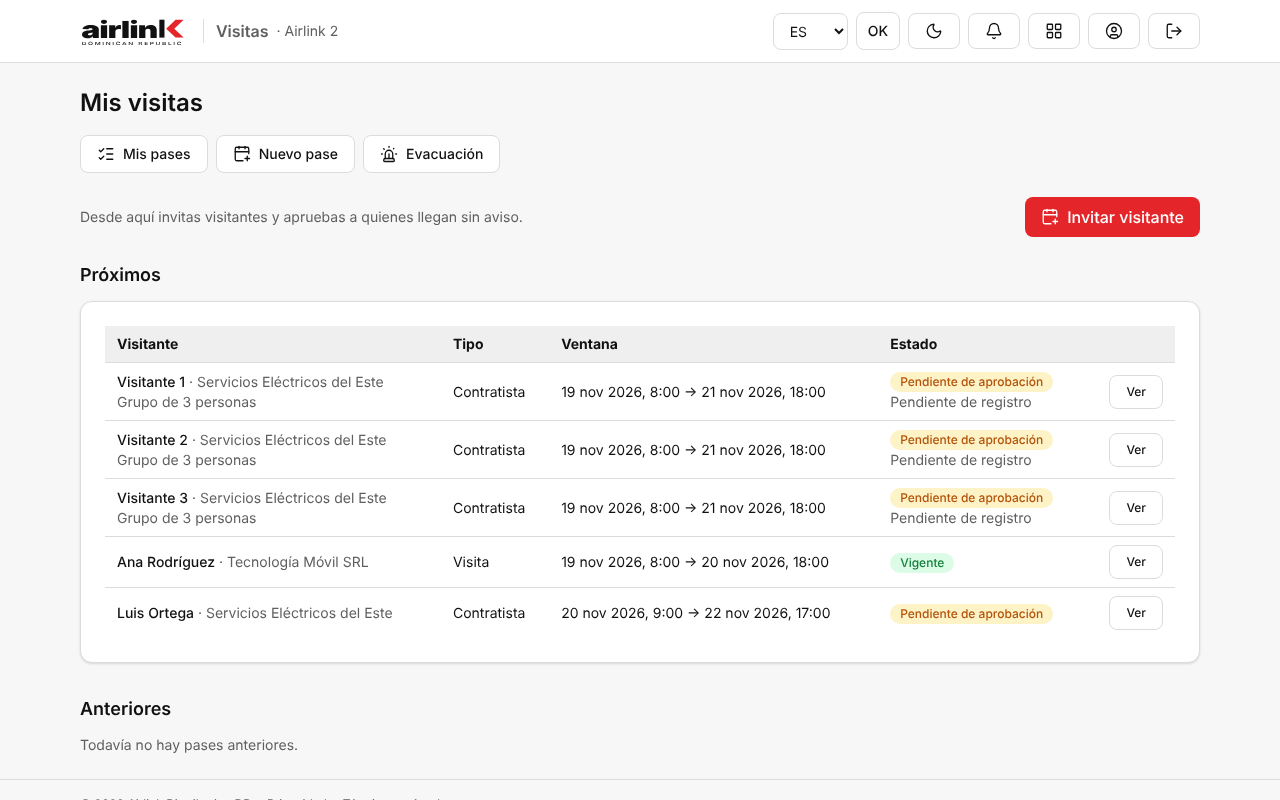 airlink
DOMINICAN REPUBLIC
Visitas · Airlink 2
ES
OK
Mis visitas
Mis pases
Nuevo pase
Evacuación
Desde aquí invitas visitantes y apruebas a quienes llegan sin aviso.
Invitar visitante
Próximos
Visitante Tipo Ventana Estado
Visitante 1 · Servicios Eléctricos del Este
Grupo de 3 personas
Contratista
19 nov 2026, 8:00 → 21 nov 2026, 18:00
Pendiente de aprobación
Pendiente de registro
Ver
Visitante 2 · Servicios Eléctricos del Este
Grupo de 3 personas
Contratista
19 nov 2026, 8:00 → 21 nov 2026, 18:00
Pendiente de aprobación
Pendiente de registro
Ver
Visitante 3 · Servicios Eléctricos del Este
Grupo de 3 personas
Contratista
19 nov 2026, 8:00 → 21 nov 2026, 18:00
Pendiente de aprobación
Pendiente de registro
Ver
Ana Rodríguez · Tecnología Móvil SRL
Visita
19 nov 2026, 8:00 → 20 nov 2026, 18:00
Vigente
Ver
Luis Ortega · Servicios Eléctricos del Este
Contratista
20 nov 2026, 9:00 → 22 nov 2026, 17:00
Pendiente de aprobación
Ver
Anteriores
Todavía no hay pases anteriores.